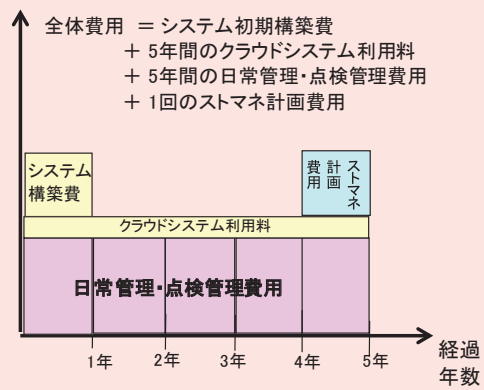 全体費用 ＝ システム初期構築費
＋ 5年間のクラウドシステム利用料
＋ 5年間の日常管理・点検管理費用
＋ 1回のストマネ計画費用
システム
構築費
ストマネ
計画
費用
クラウドシステム利用料
日常管理・点検管理費用
1年
2年
3年
4年
5年
経過
年数